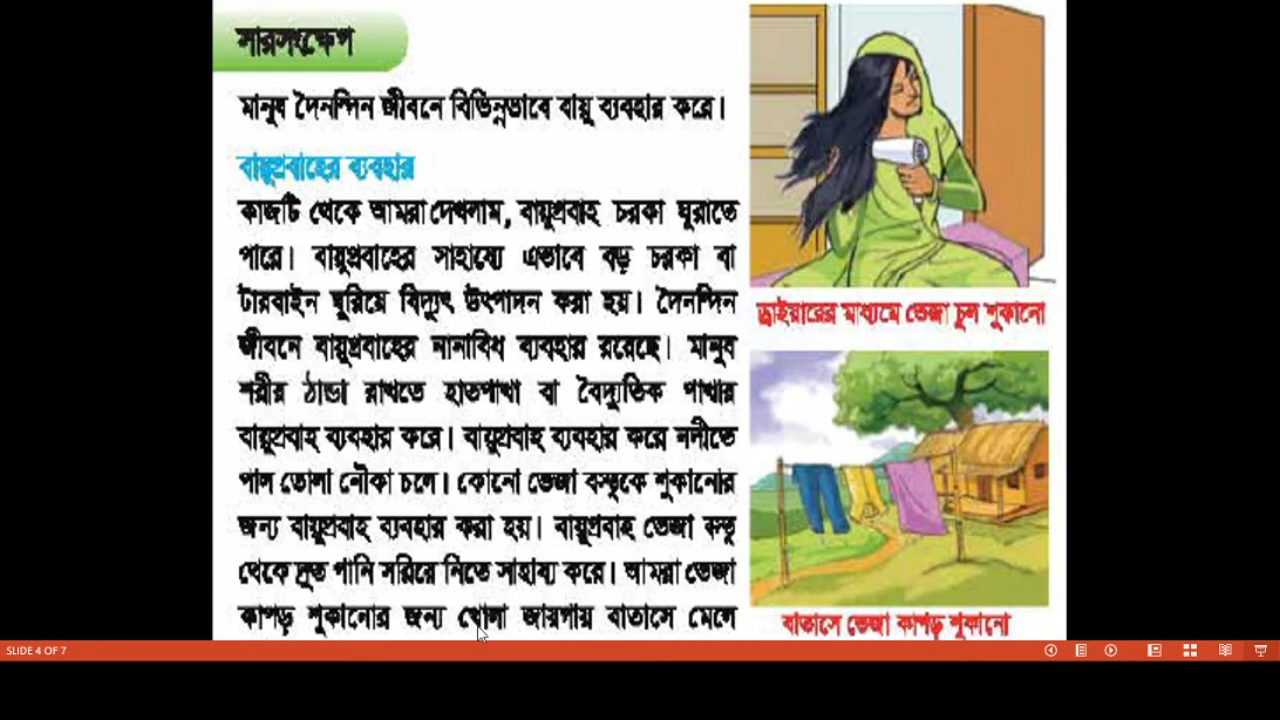 সারসংক্ষেপ
মানুষ দৈনন্দিন জীবনে বিভিন্নভাবে বায়ু ব্যবহার করে।
বায়ুপ্রবাহের ব্যবহার
কাজটি থেকে আমরা দেখলাম, বায়ুপ্রবাহ চরকা ঘুরাতে
পারে। বায়ুপ্রবাহের সাহায্যে এভাবে বড় চরকা বা
টারবাইন ঘুরিয়ে বিদ্যুৎ উৎপাদন করা হয়। দৈনন্দিন
জীবনে বায়ুপ্রবাহের নানাবিধ ব্যবহার রয়েছে। মানুষ
শরীর ঠান্ডা রাখতে হাতপাখা বা বৈদ্যুতিক পাখার
বায়ুপ্রবাহ ব্যবহার করে। বায়ুপ্রবাহ ব্যবহার করে নদীতে
পাল তোলা নৌকা চলে। কোনো ভেজা বস্তুকে শুকানোর
জন্য বায়ুপ্রবাহ ব্যবহার করা হয়। বায়ুপ্রবাহ ভেজা বস্তু
থেকে দ্রুত পানি সরিয়ে নিতে সাহায্য করে। আমরা ভেজা
কাপড় শুকানোর জন্য খোলা জায়গায় বাতাসে মেলে
ড্রাইয়ারের মাধ্যমে ভেজা চুল শুকানো
বাতাসে ভেজা কাপড় শুকানো
SLIDE 4 OF 7